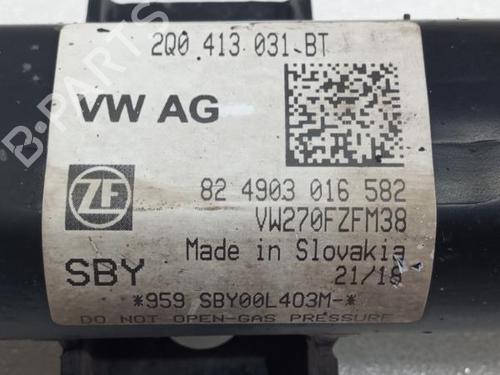 2Q0 413 031-BT
VW AG
ZF
82 4903 016 582
VW270FZFM38
Made in Slovakia
SBY
21/18
*959 SBY00L403M-*
DO NOT OPEN-GAS PRESSURE